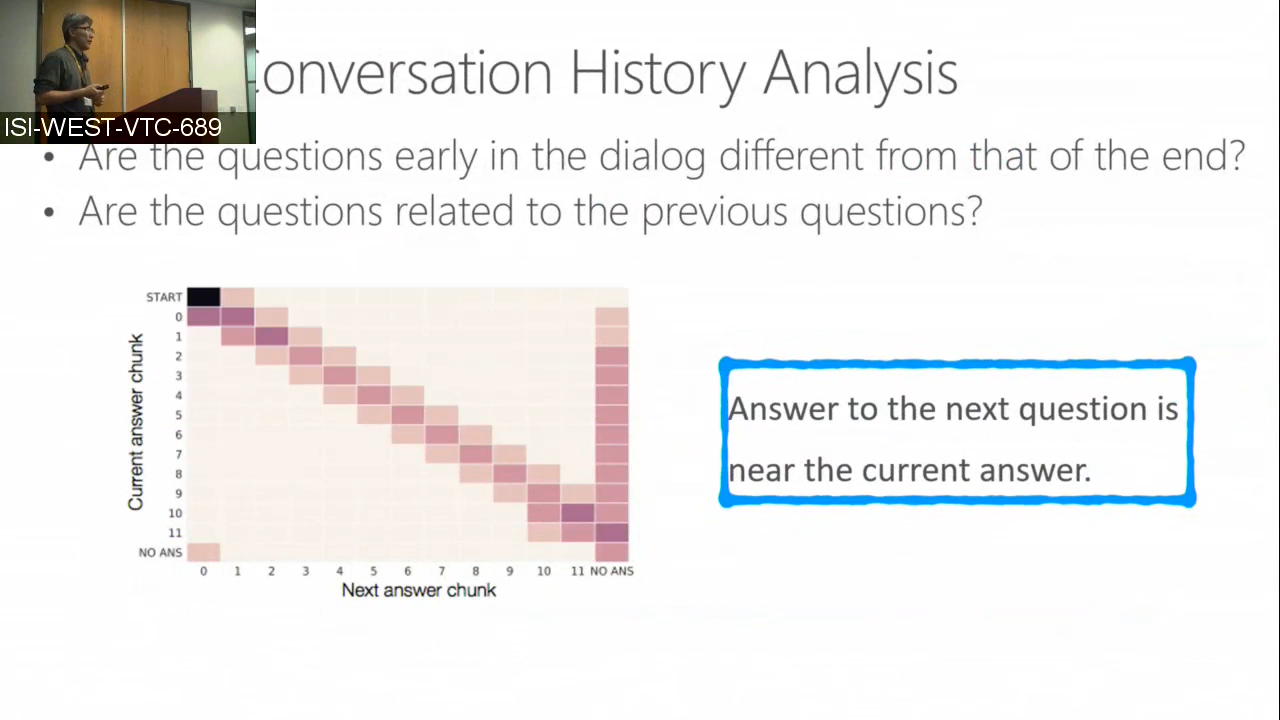 onversation History Analysis
ISI-WEST-VTC-689
• Are the questions early in the dialog different from that of the end?
• Are the questions related to the previous questions?
START
0
1
2
3
4
5
6
7
8
9
10
11
NO ANS
Current answer chunk
0 1 2 3 4 5 6 7 8 9 10 11 NO ANS
Next answer chunk
Answer to the next question is
near the current answer.